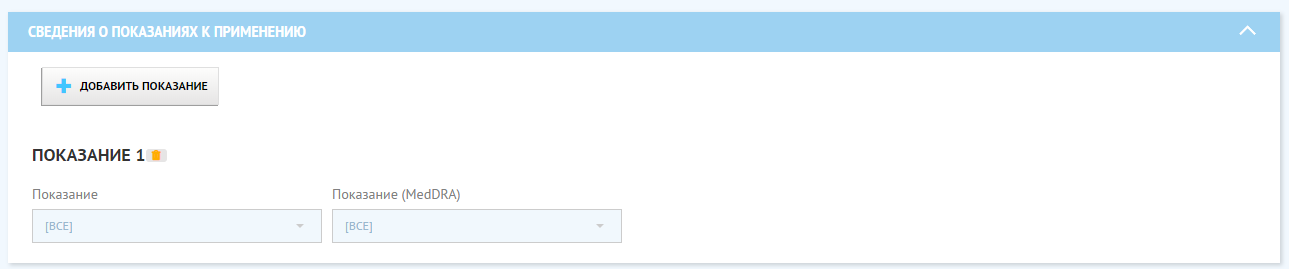 СВЕДЕНИЯ О ПОКАЗАНИЯХ К ПРИМЕНЕНИЮ
ДОБАВИТЬ ПОКАЗАНИЕ
ПОКАЗАНИЕ 1
Показание Показание (MedDRA)
[ВСЕ] [ВСЕ]